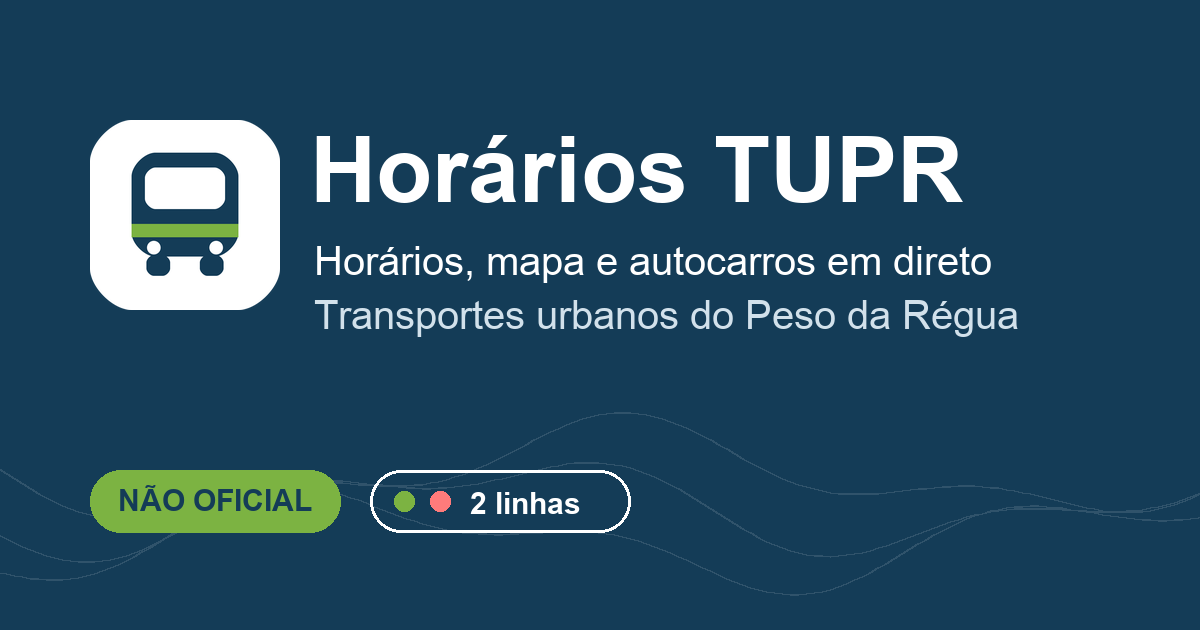 Horários TUPR
Horários, mapa e autocarros em direto
Transportes urbanos do Peso da Régua
NÃO OFICIAL
2 linhas